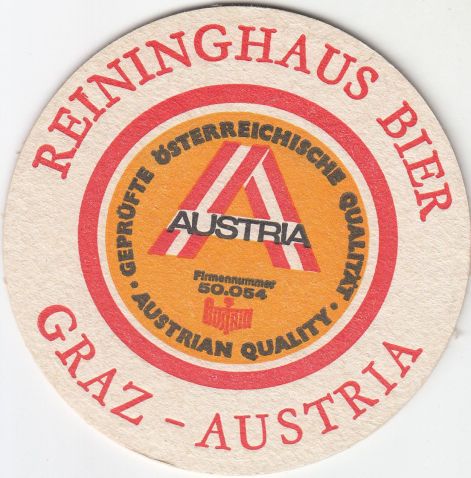 REININGHAUS BIER
· GEPRÜFTE ÖSTERREICHISCHE QUALITÄT ·
AUSTRIA
Firmennummer
50.054
AUSTRIAN QUALITY
GRAZ - AUSTRIA